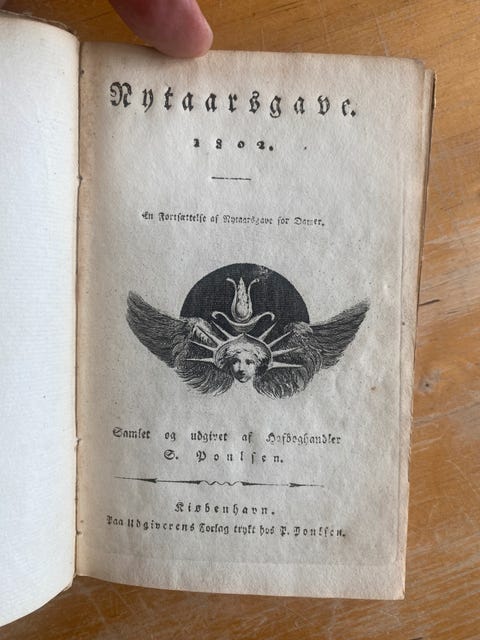 Nytaarsgave.
1802.
En Fortsættelse af Nytaarsgave for Damer.
Samlet og udgivet af Hofboghandler
S. Poulsen.
Kiøbenhavn.
Paa Udgiverens Forlag trykt hos P. Poulsen.